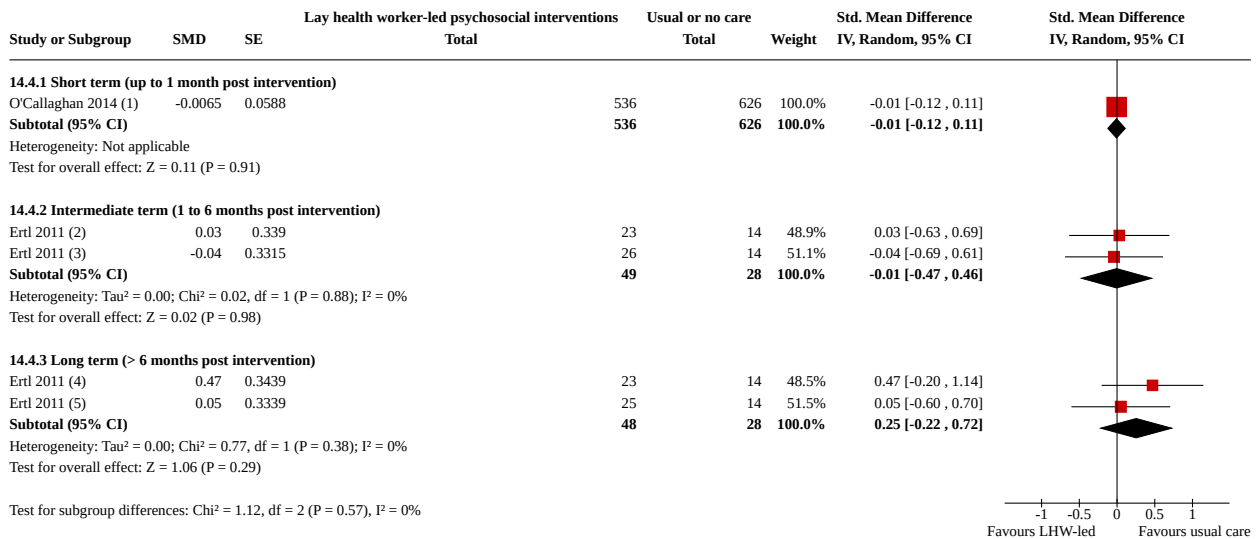 Lay health worker-led psychosocial interventions Usual or no care Std. Mean Difference Std. Mean Difference
Study or Subgroup SMD SE Total Total Weight IV, Random, 95% CI IV, Random, 95% CI
14.4.1 Short term (up to 1 month post intervention)
O'Callaghan 2014 (1) -0.0065 0.0588 536 626 100.0% -0.01 [-0.12 , 0.11]
Subtotal (95% CI) 536 626 100.0% -0.01 [-0.12 , 0.11]
Heterogeneity: Not applicable
Test for overall effect: Z = 0.11 (P = 0.91)
14.4.2 Intermediate term (1 to 6 months post intervention)
Ertl 2011 (2) 0.03 0.339 23 14 48.9% 0.03 [-0.63 , 0.69]
Ertl 2011 (3) -0.04 0.3315 26 14 51.1% -0.04 [-0.69 , 0.61]
Subtotal (95% CI) 49 28 100.0% -0.01 [-0.47 , 0.46]
Heterogeneity: Tau² = 0.00; Chi² = 0.02, df = 1 (P = 0.88); I² = 0%
Test for overall effect: Z = 0.02 (P = 0.98)
14.4.3 Long term (> 6 months post intervention)
Ertl 2011 (4) 0.47 0.3439 23 14 48.5% 0.47 [-0.20 , 1.14]
Ertl 2011 (5) 0.05 0.3339 25 14 51.5% 0.05 [-0.60 , 0.70]
Subtotal (95% CI) 48 28 100.0% 0.25 [-0.22 , 0.72]
Heterogeneity: Tau² = 0.00; Chi² = 0.77, df = 1 (P = 0.38); I² = 0%
Test for overall effect: Z = 1.06 (P = 0.29)
Test for subgroup differences: Chi² = 1.12, df = 2 (P = 0.57), I² = 0%
-1 -0.5 0 0.5 1
Favours LHW-led Favours usual care